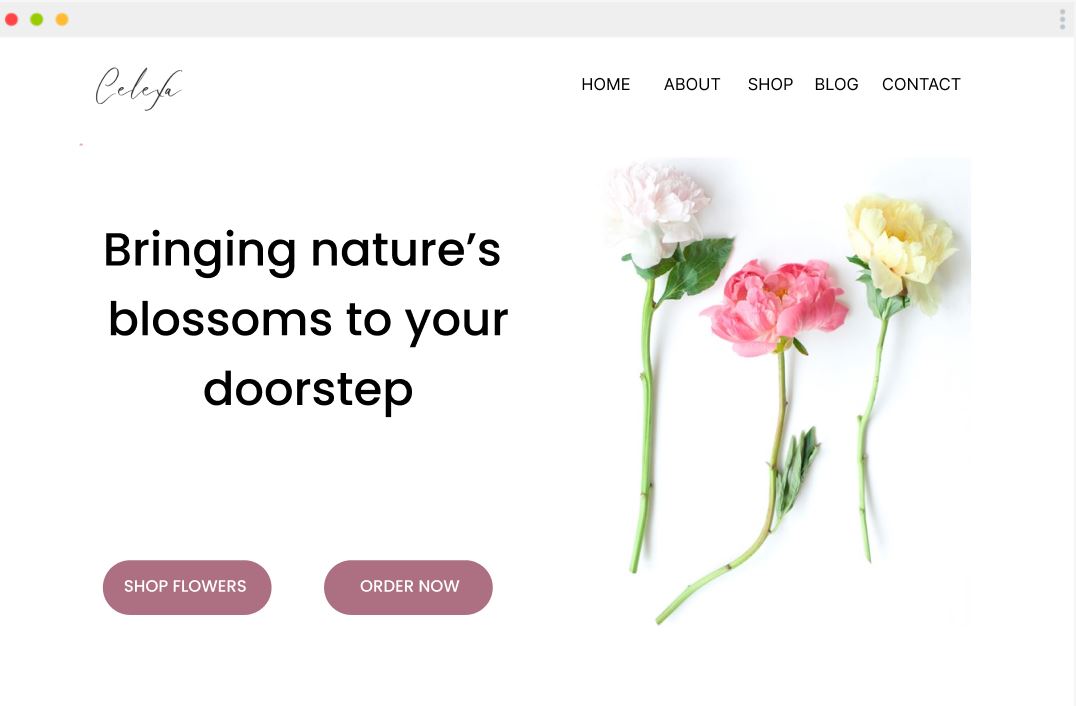 Celexa
HOME ABOUT SHOP BLOG CONTACT
Bringing nature’s
blossoms to your
doorstep
SHOP FLOWERS ORDER NOW